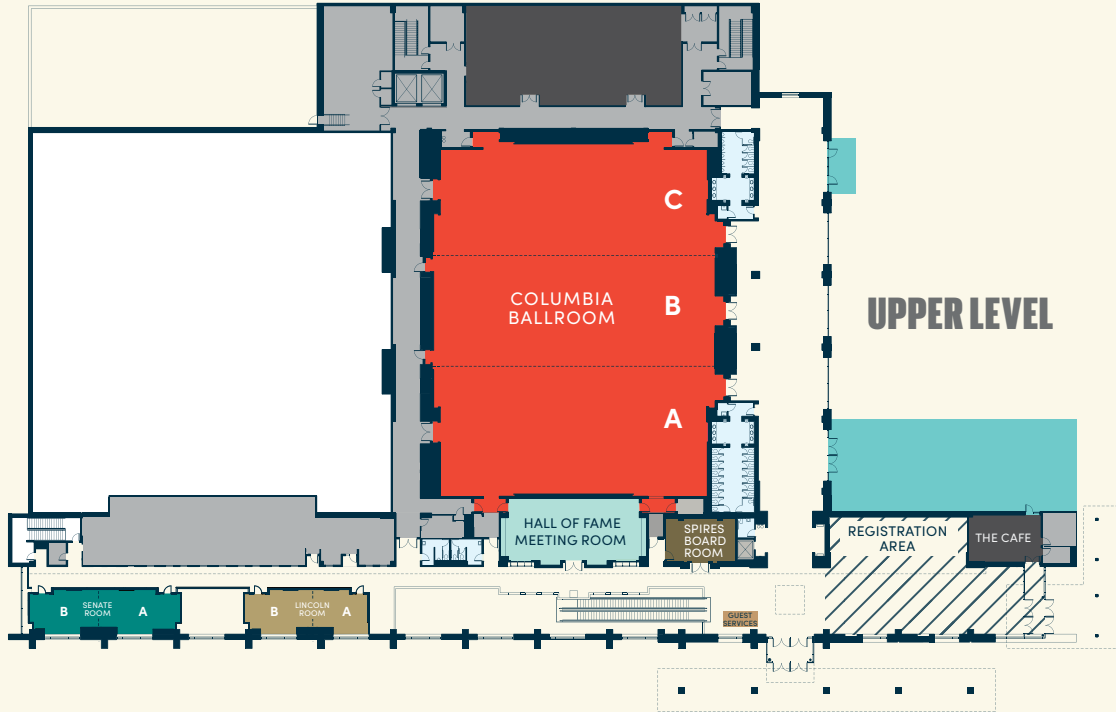 C
COLUMBIA
BALLROOM
B
UPPER LEVEL
A
HALL OF FAME
MEETING ROOM
SPIRES
BOARD
ROOM
REGISTRATION
AREA
THE CAFE
B
SENATE
ROOM
A
B
LINCOLN
ROOM
A
GUEST
SERVICES